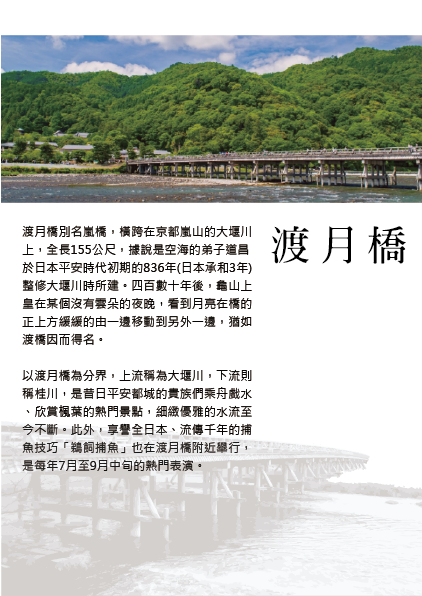 渡月橋
渡月橋別名嵐橋，橫跨在京都嵐山的大堰川
上，全長155公尺，據說是空海的弟子道昌
於日本平安時代初期的836年(日本承和3年)
整修大堰川時所建。四百數十年後，龜山上
皇在某個沒有雲朵的夜晚，看到月亮在橋的
正上方緩緩的由一邊移動到另外一邊，猶如
渡橋因而得名。
以渡月橋為分界，上流稱為大堰川，下流則
稱桂川，是昔日平安都城的貴族們乘舟戲水
、欣賞楓葉的熱門景點，細緻優雅的水流至
今不斷。此外，享譽全日本、流傳千年的捕
魚技巧「鵜飼捕魚」也在渡月橋附近舉行，
是每年7月至9月中旬的熱門表演。